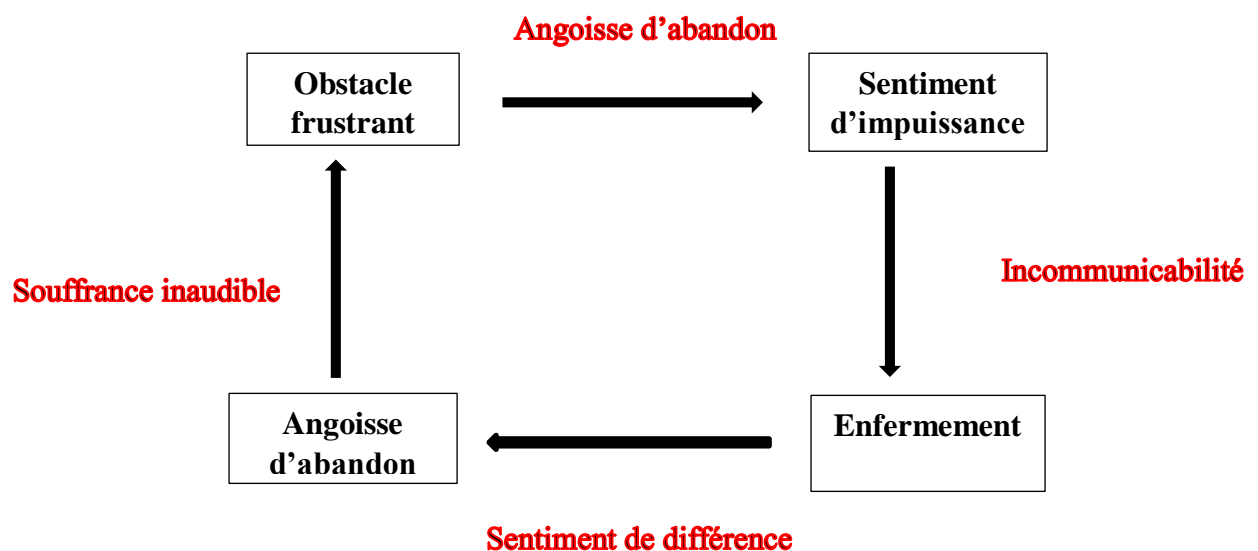 Angoisse d’abandon
Obstacle
frustrant
Sentiment
d’impuissance
Souffrance inaudible
Incommunicabilité
Angoisse
d’abandon
Enfermement
Sentiment de différence